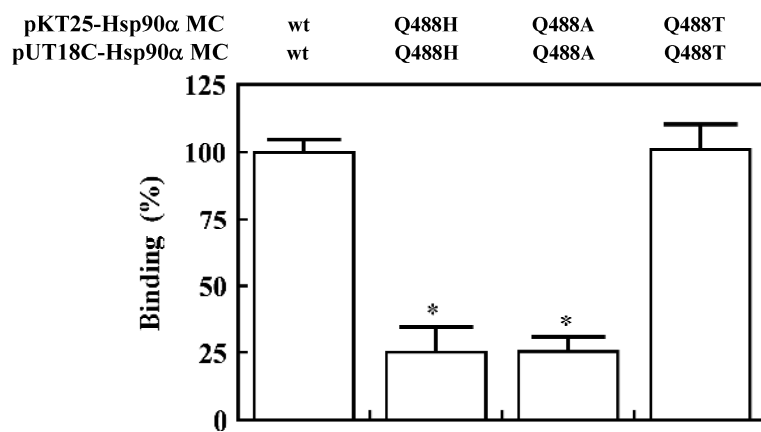 pKT25-Hsp90α MC wt Q488H Q488A Q488T
pUT18C-Hsp90α MC wt Q488H Q488A Q488T
125
100
75
50
25
0
Binding (%)
* *